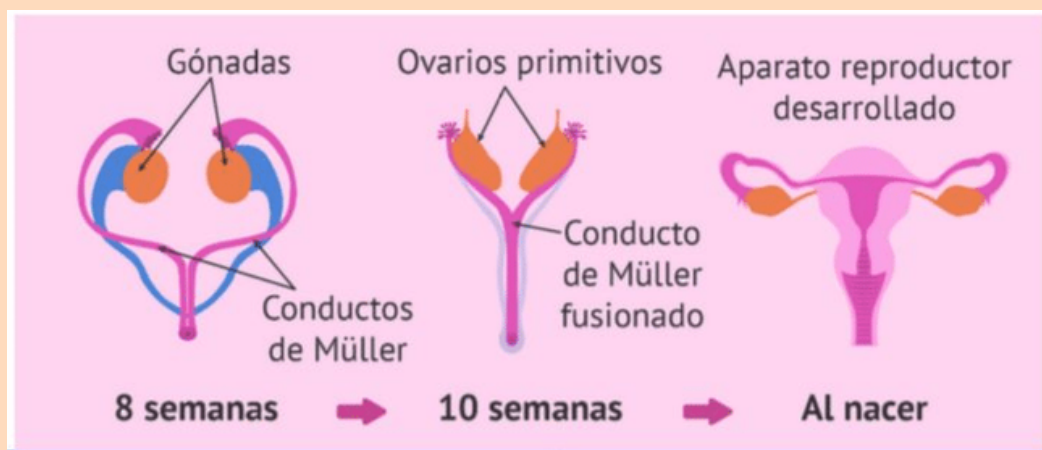 Gónadas
Ovarios primitivos
Aparato reproductor
desarrollado
Conductos
de Müller
Conducto
de Müller
fusionado
8 semanas
10 semanas
Al nacer